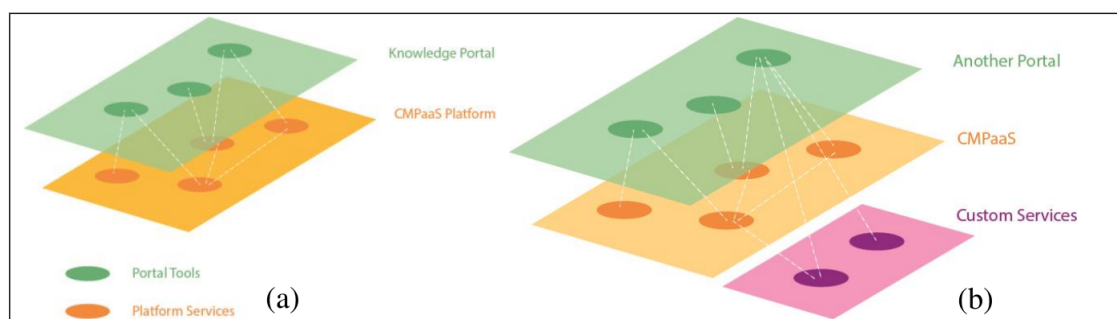 Knowledge Portal
CMPaaS Platform
Portal Tools
Platform Services
(a)
Another Portal
CMPaaS
Custom Services
(b)